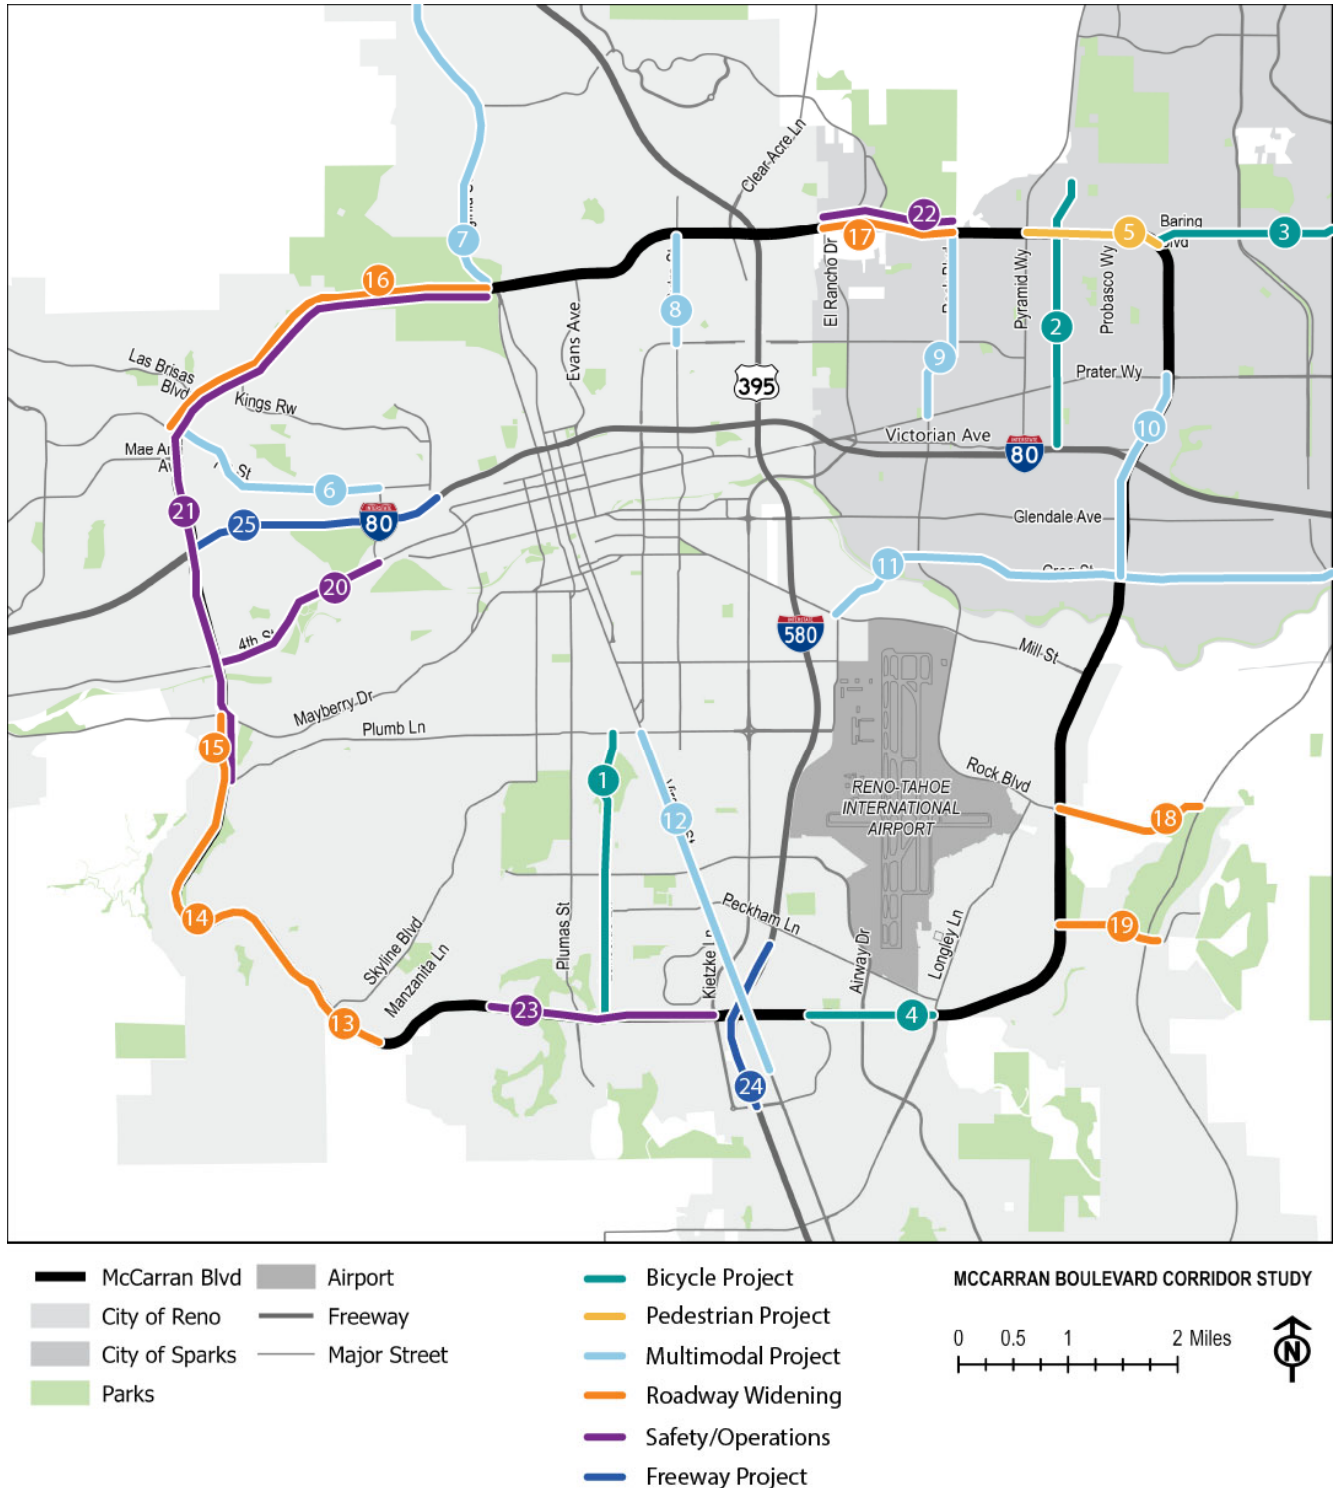 Clear-Acre Ln
22
17
5
Baring
Blvd
3
7
16
El Rancho Dr
Pyramid Wy
Probasco Wy
8
2
Evans Ave
9
Las Brisas
Blvd
395
Prater Wy
Kings Rw
10
Victorian Ave
INTERSTATE
80
Mae
St
6
21
25
INTERSTATE
80
Glendale Ave
11
20
INTERSTATE
580
4th St
Mill St
Mayberry Dr
Plumb Ln
15
1
Rock Blvd
RENO-TAHOE
INTERNATIONAL
AIRPORT
12
18
14
19
Skyline Blvd
Manzanita Ln
Plumas St
Kietzke Ln
Peckham Ln
Airway Dr
Longley Ln
23
13
4
24
McCarran Blvd
City of Reno
City of Sparks
Parks
Airport
Freeway
Major Street
Bicycle Project
Pedestrian Project
Multimodal Project
Roadway Widening
Safety/Operations
Freeway Project
MCCARRAN BOULEVARD CORRIDOR STUDY
0 0.5 1 2 Miles
N